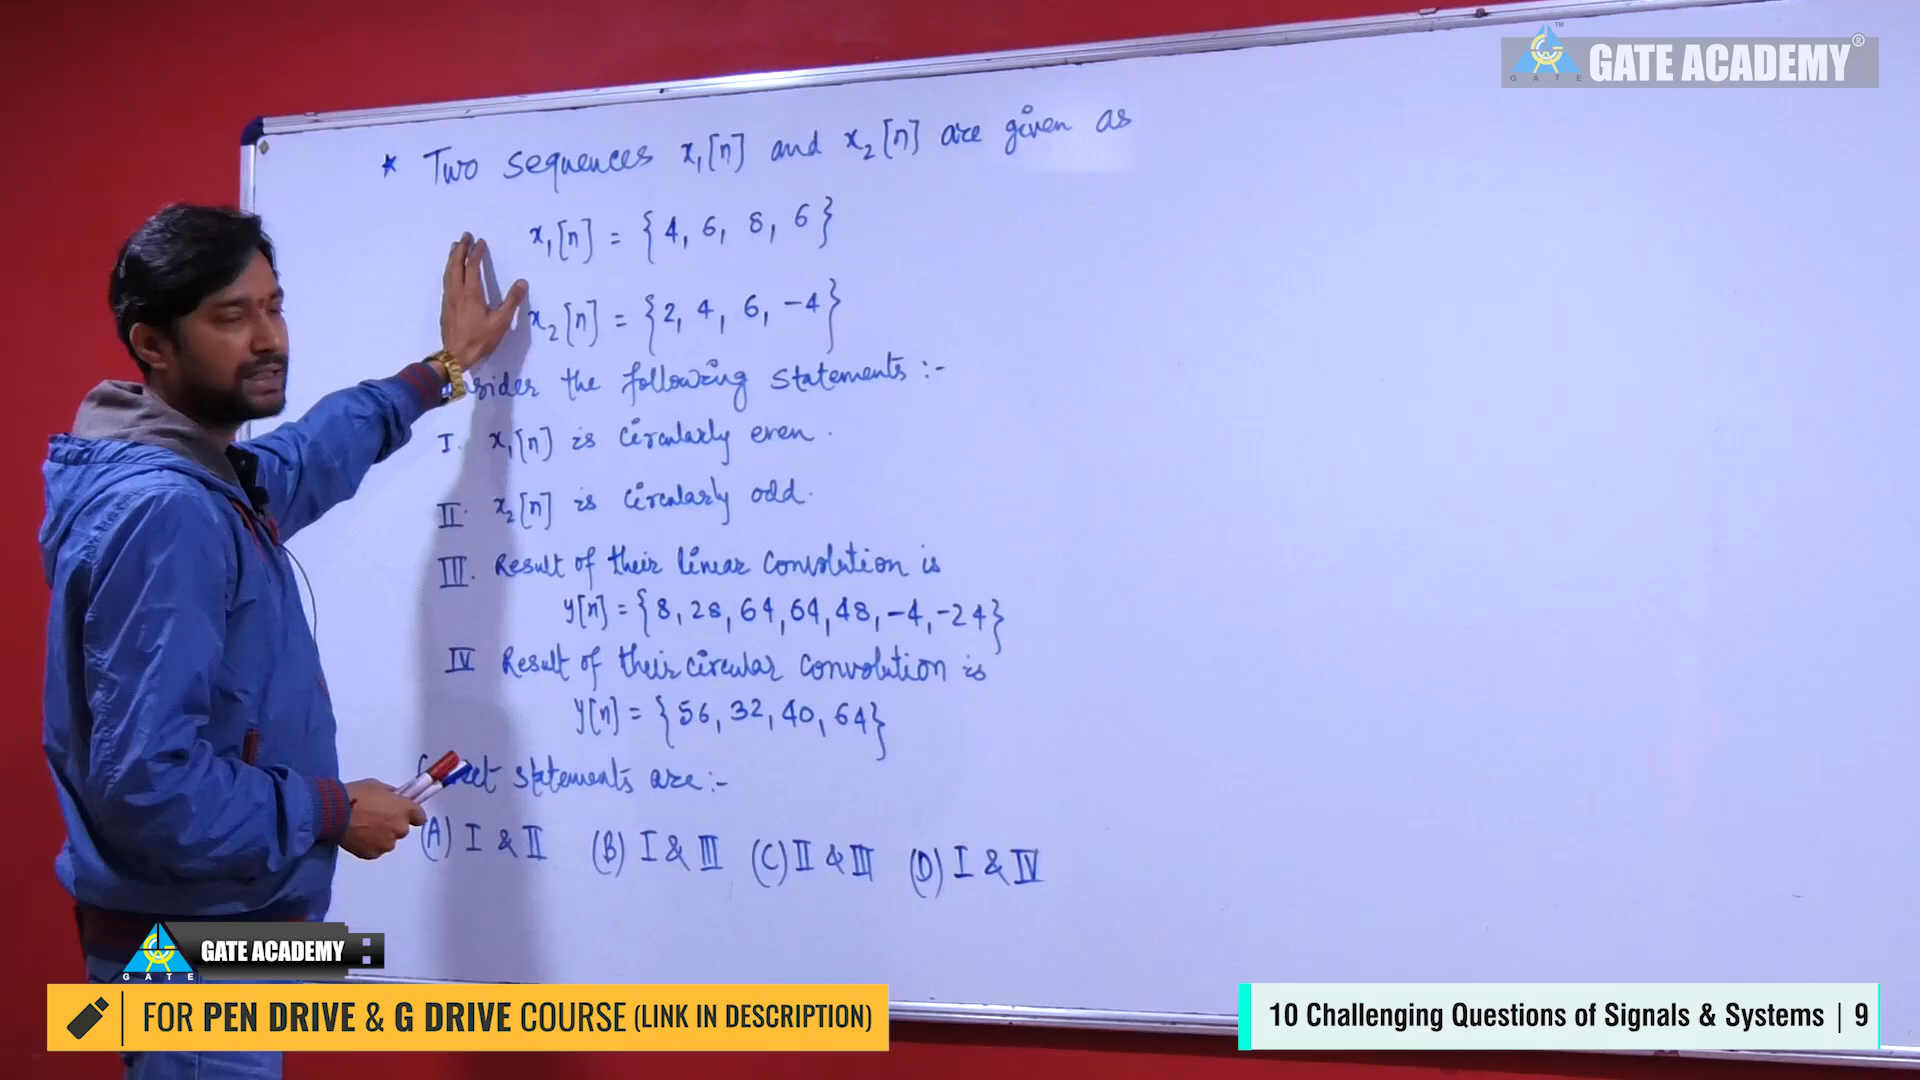 GATE ACADEMY®
GATE
* Two sequences x₁[n] and x₂[n] are given as
x₁[n] = {4, 6, 8, 6}
x₂[n] = {2, 4, 6, -4}
the following statements :-
I. x₁[n] is circularly even.
II. x₂[n] is circularly odd.
III. Result of their linear convolution is
y[n] = {8, 28, 64, 64, 48, -4, -24}
IV Result of their circular convolution is
y[n] = {56, 32, 40, 64}
statements are :-
(A) I & II (B) I & III (C) II & III (D) I & IV
GATE ACADEMY :
GATE
FOR PEN DRIVE & G DRIVE COURSE (LINK IN DESCRIPTION)
10 Challenging Questions of Signals & Systems | 9